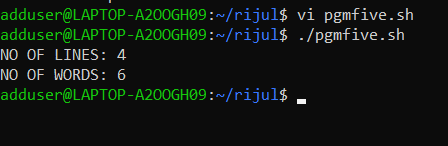 adduser@LAPTOP-A2OOGH09:~/rijul$ vi pgmfive.sh
adduser@LAPTOP-A2OOGH09:~/rijul$ ./pgmfive.sh
NO OF LINES: 4
NO OF WORDS: 6
adduser@LAPTOP-A2OOGH09:~/rijul$